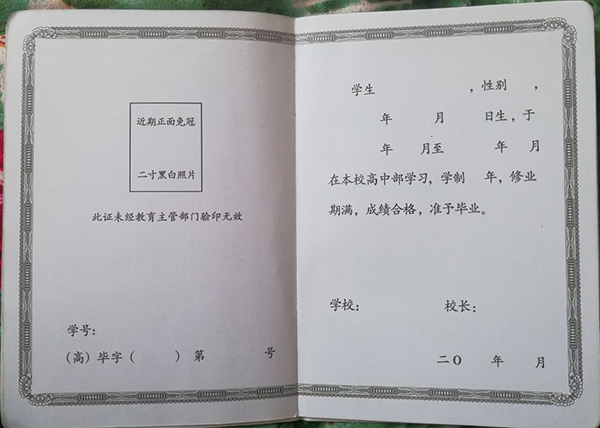 近期正面免冠
二寸黑白照片
此证未经教育主管部门验印无效
学号:
(高)毕字( )第 号
学生 ,性别 ,
年 月 日生,于
年 月至 年 月
在本校高中部学习,学制 年,修业
期满,成绩合格,准予毕业。
学校: 校长:
二〇 年 月